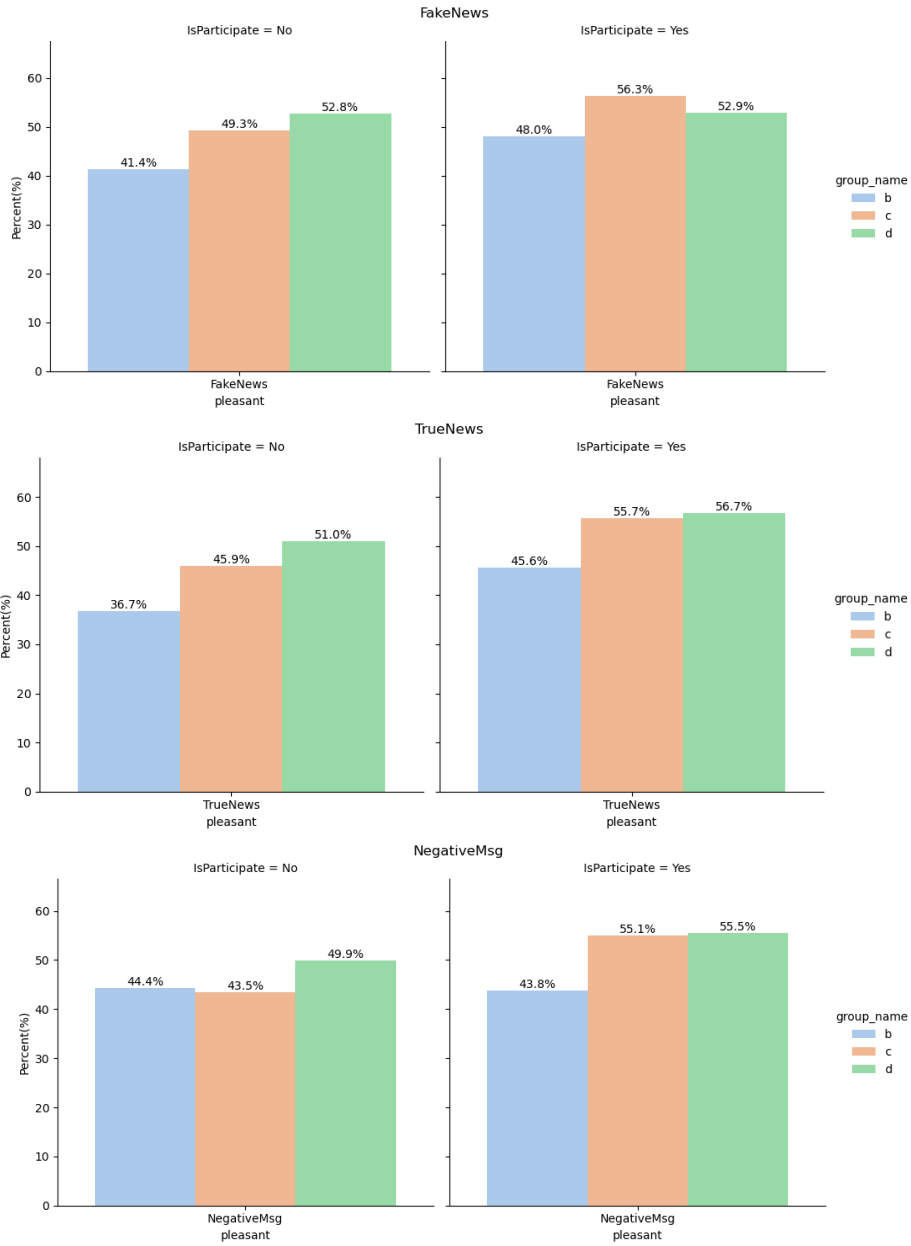 FakeNews
IsParticipate = No
IsParticipate = Yes
60
50
40
30
20
10
0
Percent(%)
41.4%
49.3%
52.8%
48.0%
56.3%
52.9%
FakeNews
pleasant
FakeNews
pleasant
group_name
b
c
d
TrueNews
IsParticipate = No
IsParticipate = Yes
60
50
40
30
20
10
0
Percent(%)
36.7%
45.9%
51.0%
45.6%
55.7%
56.7%
TrueNews
pleasant
TrueNews
pleasant
group_name
b
c
d
NegativeMsg
IsParticipate = No
IsParticipate = Yes
60
50
40
30
20
10
0
Percent(%)
44.4%
43.5%
49.9%
43.8%
55.1%
55.5%
NegativeMsg
pleasant
NegativeMsg
pleasant
group_name
b
c
d